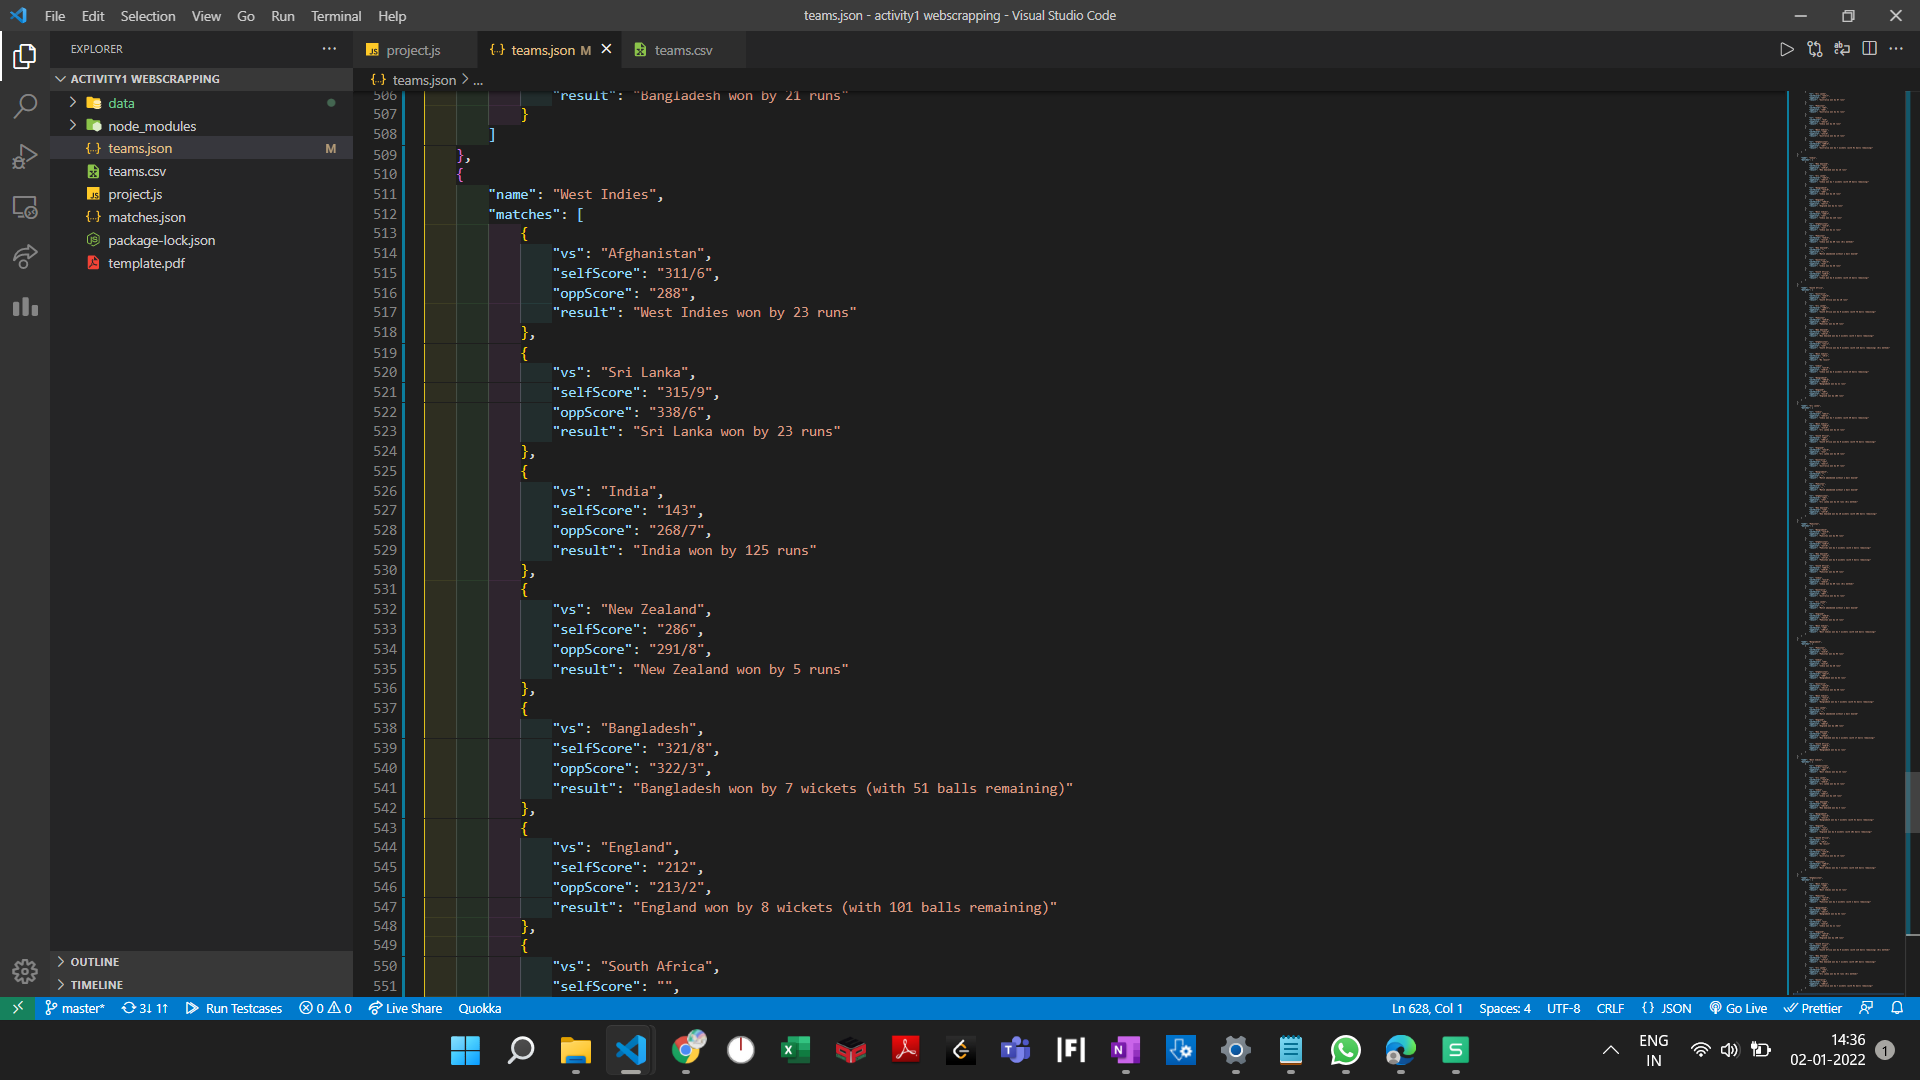 File Edit Selection View Go Run Terminal Help
teams.json - activity1 webscrapping - Visual Studio Code
EXPLORER
ACTIVITY1 WEBSCRAPPING
data
node_modules
teams.json M
teams.csv
project.js
matches.json
package-lock.json
template.pdf
OUTLINE
TIMELINE
project.js teams.json M teams.csv
teams.json > ...
506 "result": "Bangladesh won by 21 runs"
507 }
508 ]
509 },
510 {
511 "name": "West Indies",
512 "matches": [
513 {
514 "vs": "Afghanistan",
515 "selfScore": "311/6",
516 "oppScore": "288",
517 "result": "West Indies won by 23 runs"
518 },
519 {
520 "vs": "Sri Lanka",
521 "selfScore": "315/9",
522 "oppScore": "338/6",
523 "result": "Sri Lanka won by 23 runs"
524 },
525 {
526 "vs": "India",
527 "selfScore": "143",
528 "oppScore": "268/7",
529 "result": "India won by 125 runs"
530 },
531 {
532 "vs": "New Zealand",
533 "selfScore": "286",
534 "oppScore": "291/8",
535 "result": "New Zealand won by 5 runs"
536 },
537 {
538 "vs": "Bangladesh",
539 "selfScore": "321/8",
540 "oppScore": "322/3",
541 "result": "Bangladesh won by 7 wickets (with 51 balls remaining)"
542 },
543 {
544 "vs": "England",
545 "selfScore": "212",
546 "oppScore": "213/2",
547 "result": "England won by 8 wickets (with 101 balls remaining)"
548 },
549 {
550 "vs": "South Africa",
551 "selfScore": "",
master* 3↓ 1↑ Run Testcases 0 0 Live Share Quokka
Ln 628, Col 1 Spaces: 4 UTF-8 CRLF {} JSON Go Live Prettier
ENG
IN
14:36
02-01-2022
1